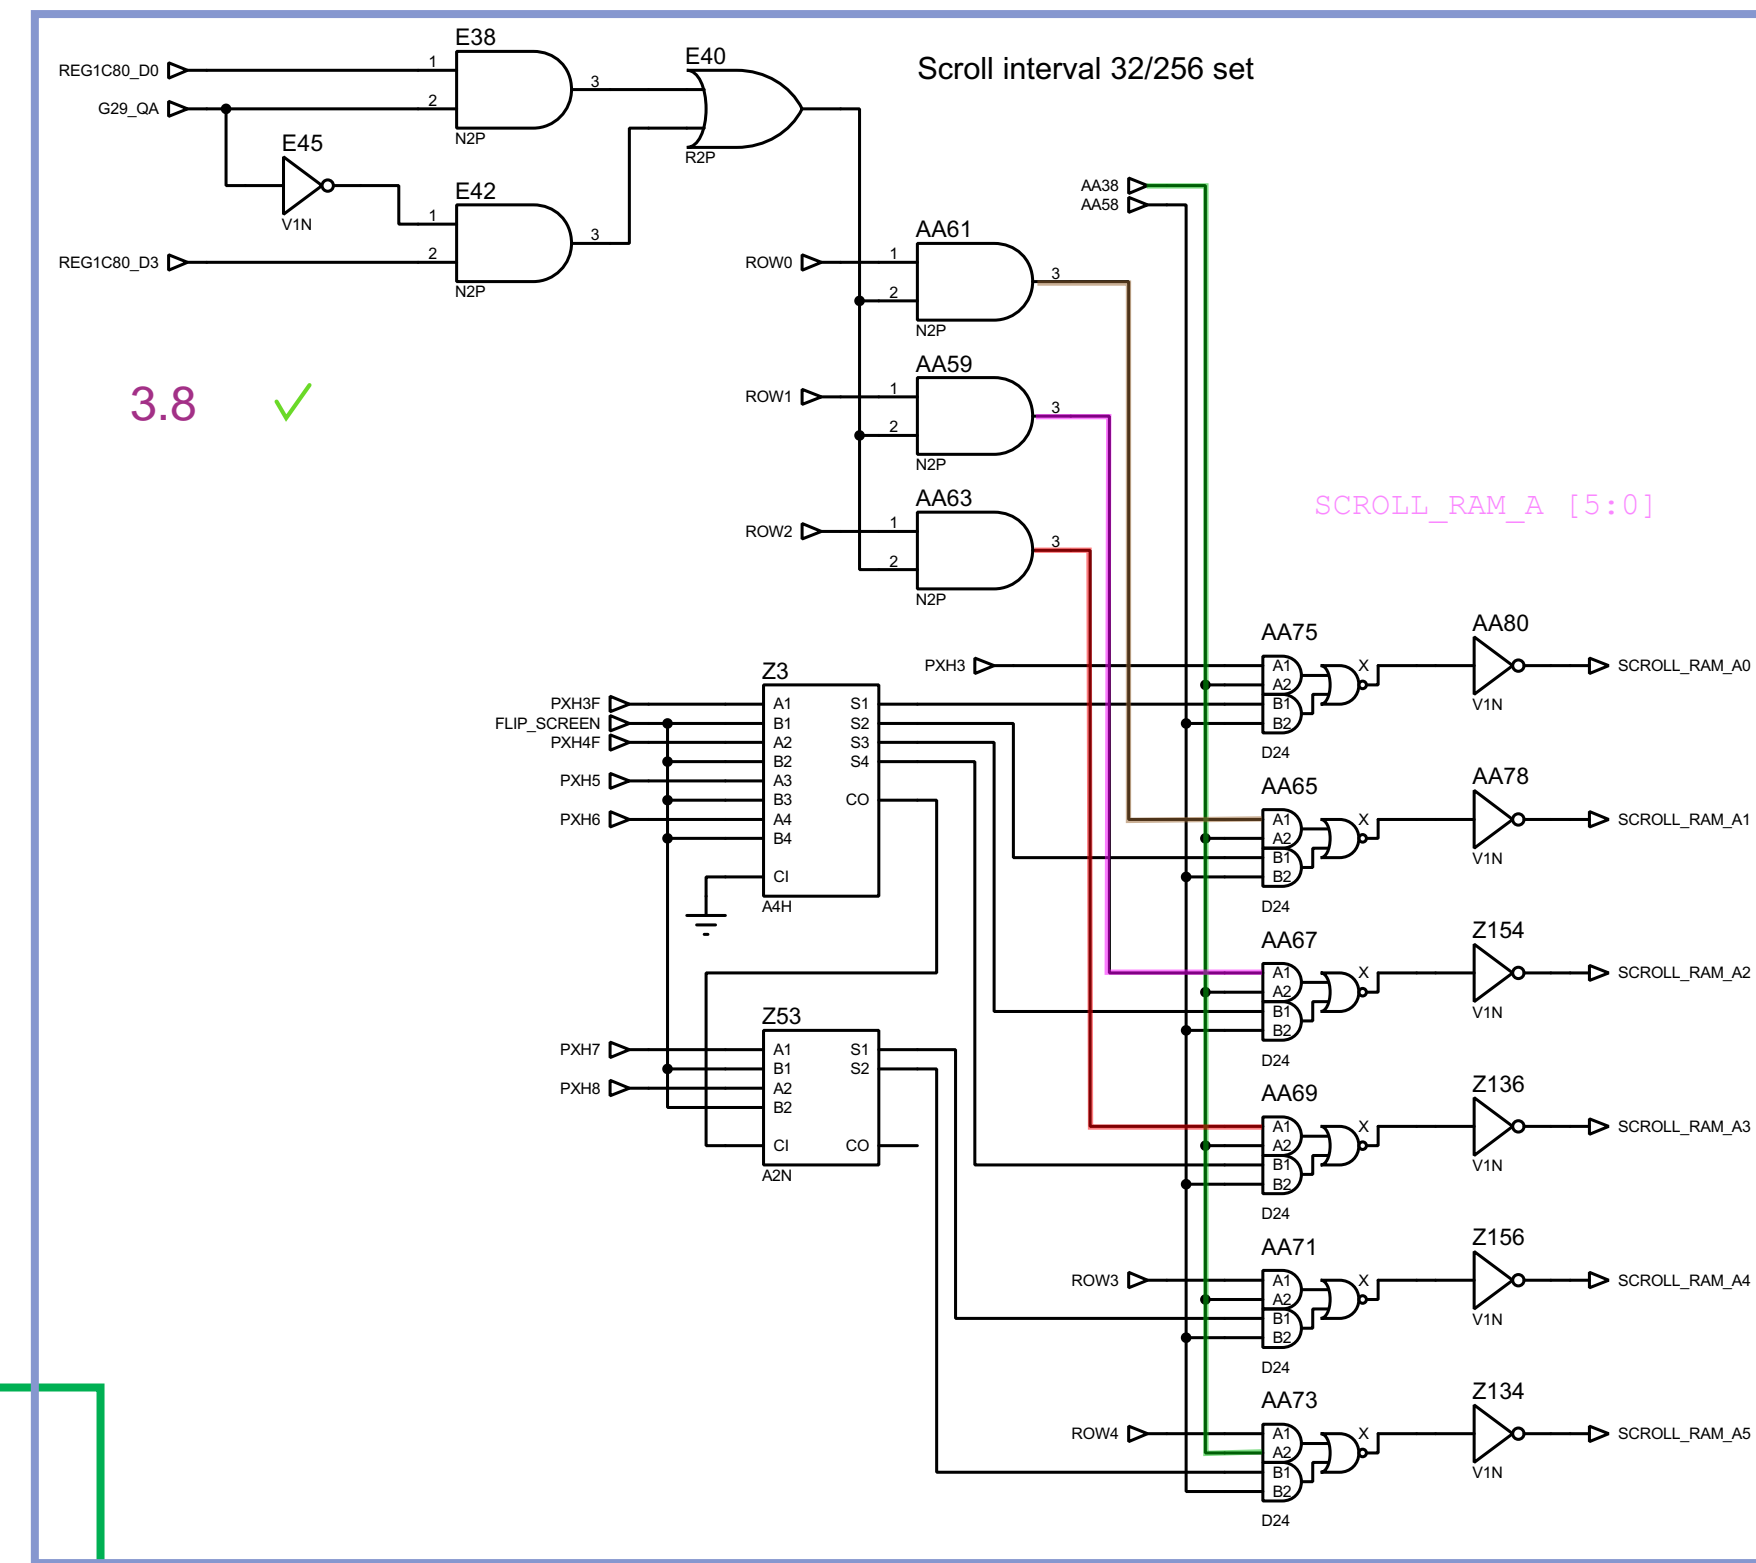 Scroll interval 32/256 set
REG1C80_D0
G29_QA
REG1C80_D3
E38
1
2
3
N2P
E45
V1N
E42
1
2
3
N2P
E40
R2P
3.8
AA38
AA58
ROW0
AA61
1
2
3
N2P
ROW1
AA59
1
2
3
N2P
ROW2
AA63
1
2
3
N2P
SCROLL_RAM_A [5:0]
PXH3F
FLIP_SCREEN
PXH4F
PXH5
PXH6
Z3
A1 S1
B1 S2
A2 S3
B2 S4
A3
B3 CO
A4
B4
CI
A4H
PXH7
PXH8
Z53
A1 S1
B1 S2
A2
B2
CI CO
A2N
PXH3
AA75
A1 X
A2
B1
B2
D24
AA80
V1N
SCROLL_RAM_A0
AA65
A1 X
A2
B1
B2
D24
AA78
V1N
SCROLL_RAM_A1
AA67
A1 X
A2
B1
B2
D24
Z154
V1N
SCROLL_RAM_A2
AA69
A1 X
A2
B1
B2
D24
Z136
V1N
SCROLL_RAM_A3
ROW3
AA71
A1 X
A2
B1
B2
D24
Z156
V1N
SCROLL_RAM_A4
ROW4
AA73
A1 X
A2
B1
B2
D24
Z134
V1N
SCROLL_RAM_A5